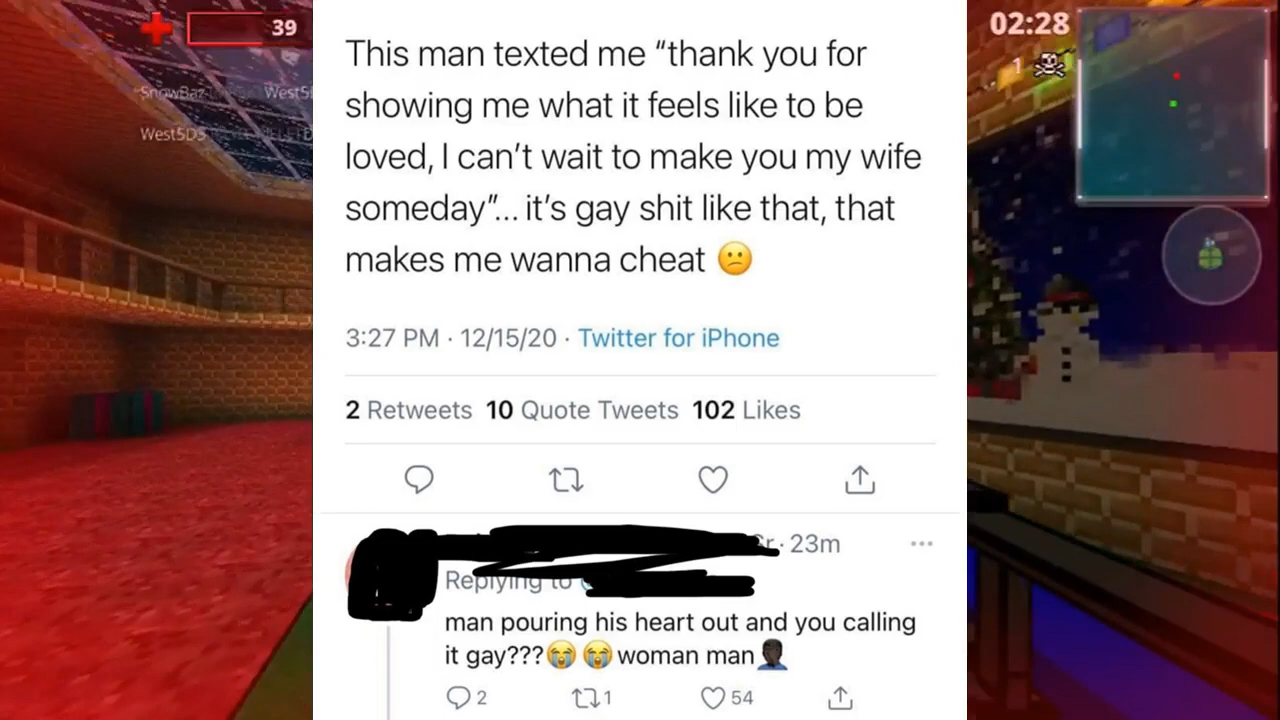 39
West5D5
02:28
1
This man texted me "thank you for
showing me what it feels like to be
loved, I can't wait to make you my wife
someday"... it's gay shit like that, that
makes me wanna cheat 😕
3:27 PM · 12/15/20 · Twitter for iPhone
2 Retweets 10 Quote Tweets 102 Likes
· 23m
Replying to
man pouring his heart out and you calling
it gay???😭 😭 woman man🤦🏿‍♂️
2 1 54